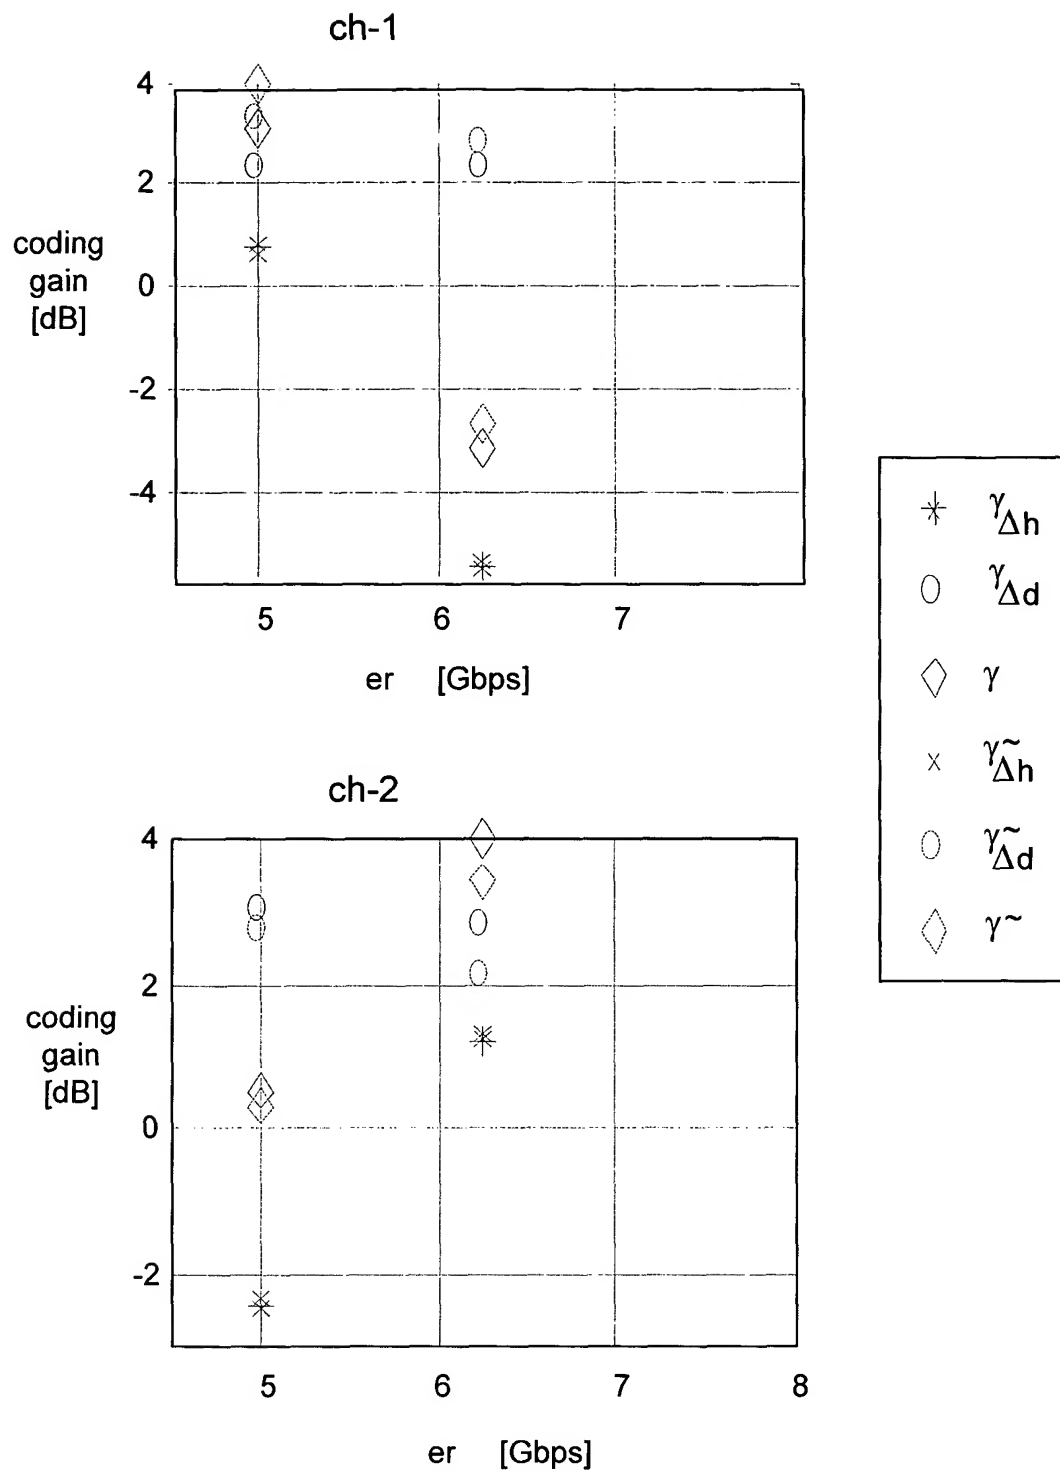 ch-1
4
2
0
-2
-4
coding
gain
[dB]
5 6 7
er [Gbps]
γΔh
γΔd
γ
γ~Δh
γ~Δd
γ~
ch-2
4
2
0
-2
coding
gain
[dB]
5 6 7 8
er [Gbps]